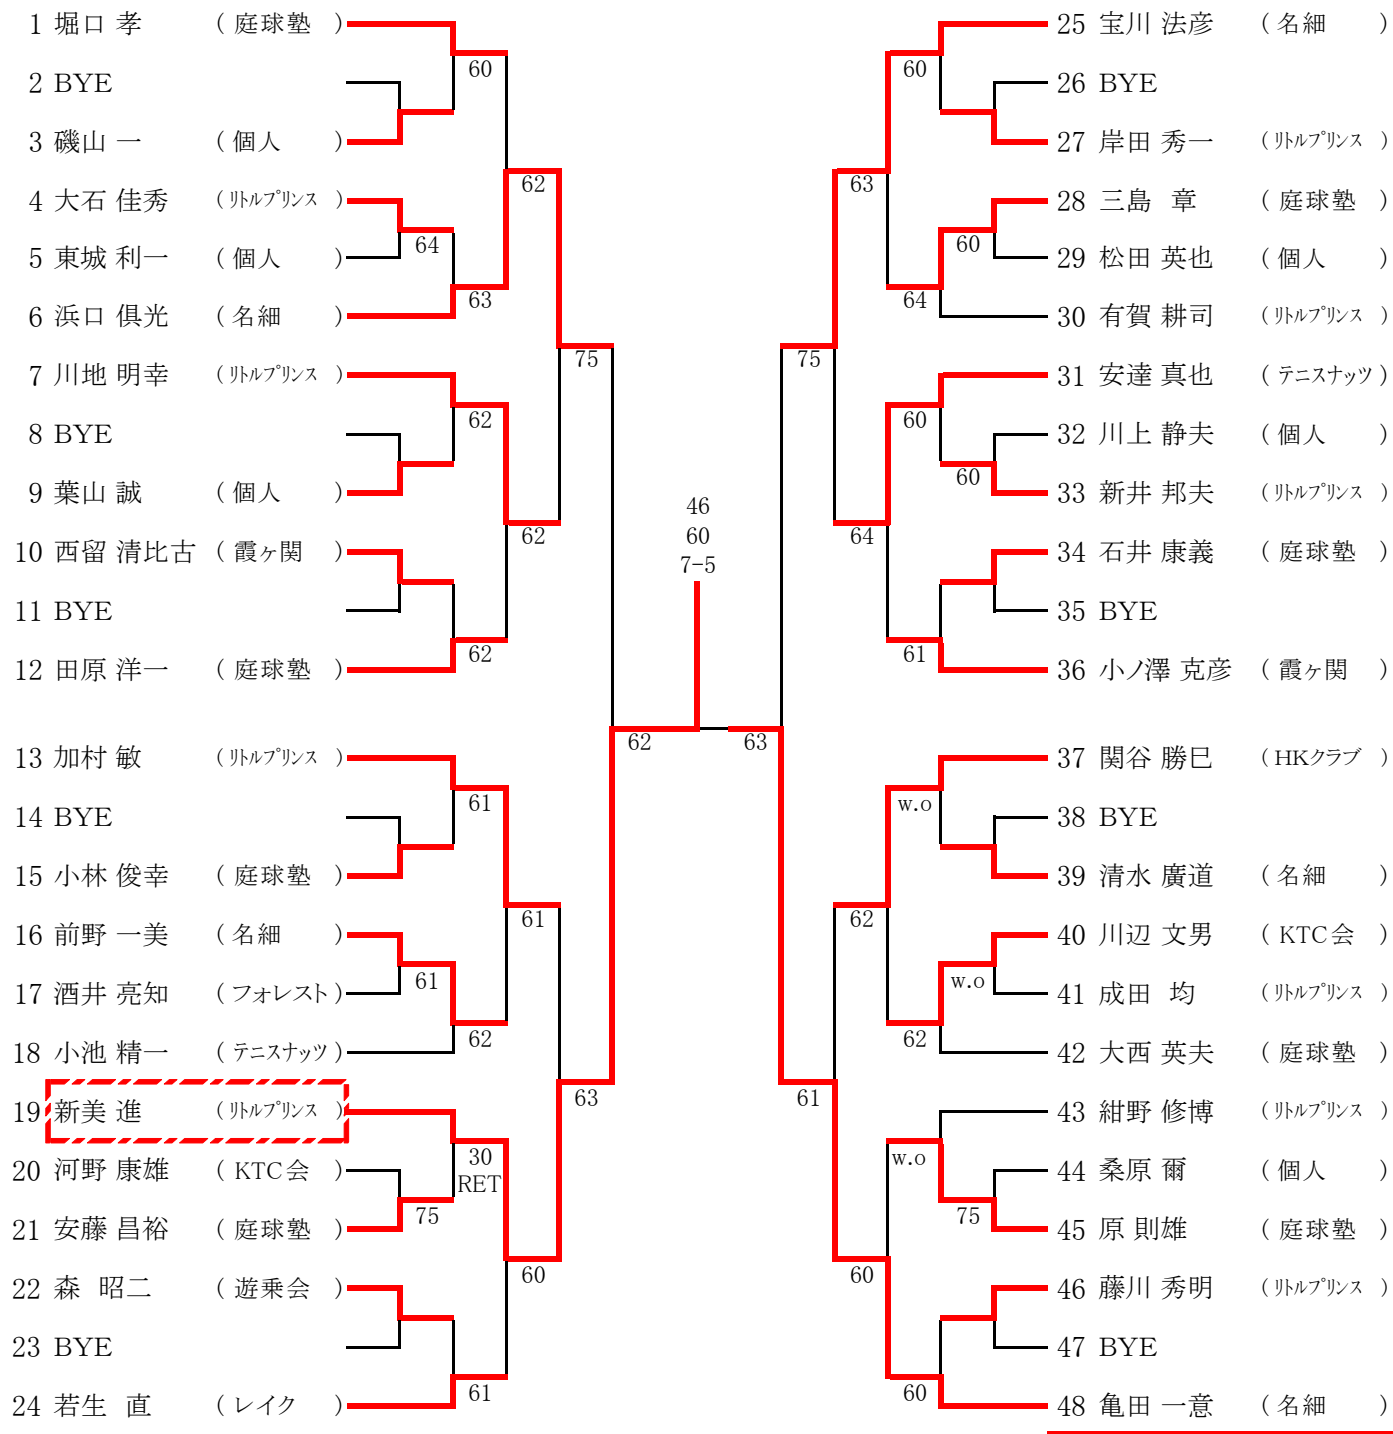 1 堀口 孝 （ 庭球塾 ）
60
2 BYE
3 磯山 一 （ 個人 ）
62
4 大石 佳秀 （ ﾘﾄﾙﾌﾟﾘﾝｽ ）
64
5 東城 利一 （ 個人 ）
63
6 浜口 俱光 （ 名細 ）
75
7 川地 明幸 （ ﾘﾄﾙﾌﾟﾘﾝｽ ）
62
8 BYE
9 葉山 誠 （ 個人 ）
62
10 西留 清比古 （ 霞ヶ関 ）
11 BYE
62
12 田原 洋一 （ 庭球塾 ）
62
13 加村 敏 （ ﾘﾄﾙﾌﾟﾘﾝｽ ）
61
14 BYE
15 小林 俊幸 （ 庭球塾 ）
61
16 前野 一美 （ 名細 ）
61
17 酒井 亮知 （ フォレスト ）
62
18 小池 精一 （ テニスナッツ ）
63
19 新美 進 （ ﾘﾄﾙﾌﾟﾘﾝｽ ）
30
RET
20 河野 康雄 （ KTC会 ）
75
21 安藤 昌裕 （ 庭球塾 ）
60
22 森 昭二 （ 遊乗会 ）
23 BYE
61
24 若生 直 （ レイク ）
46
60
7-5
25 宝川 法彦 （ 名細 ）
60
26 BYE
27 岸田 秀一 （ ﾘﾄﾙﾌﾟﾘﾝｽ ）
63
28 三島 章 （ 庭球塾 ）
60
29 松田 英也 （ 個人 ）
64
30 有賀 耕司 （ ﾘﾄﾙﾌﾟﾘﾝｽ ）
75
31 安達 真也 （ テニスナッツ ）
60
32 川上 静夫 （ 個人 ）
60
33 新井 邦夫 （ ﾘﾄﾙﾌﾟﾘﾝｽ ）
64
34 石井 康義 （ 庭球塾 ）
35 BYE
61
36 小ノ澤 克彦 （ 霞ヶ関 ）
63
37 関谷 勝巳 （ HKクラブ ）
w.o
38 BYE
39 清水 廣道 （ 名細 ）
62
40 川辺 文男 （ KTC会 ）
w.o
41 成田 均 （ ﾘﾄﾙﾌﾟﾘﾝｽ ）
62
42 大西 英夫 （ 庭球塾 ）
61
43 紺野 修博 （ ﾘﾄﾙﾌﾟﾘﾝｽ ）
w.o
44 桑原 爾 （ 個人 ）
75
45 原 則雄 （ 庭球塾 ）
60
46 藤川 秀明 （ ﾘﾄﾙﾌﾟﾘﾝｽ ）
47 BYE
60
48 亀田 一意 （ 名細 ）